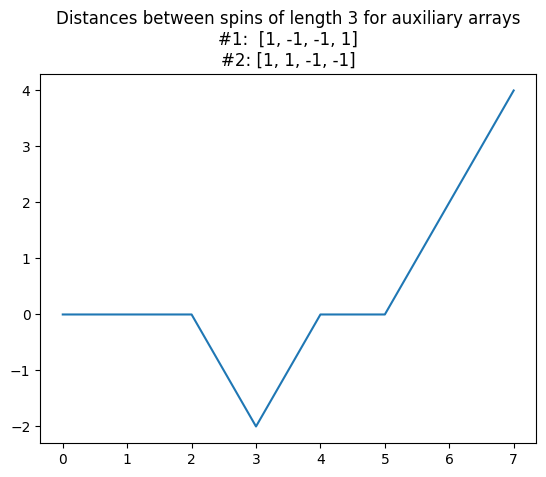 Distances between spins of length 3 for auxiliary arrays
#1:  [1, -1, -1, 1]
#2: [1, 1, -1, -1]
4
3
2
1
0
−1
−2
0 1 2 3 4 5 6 7